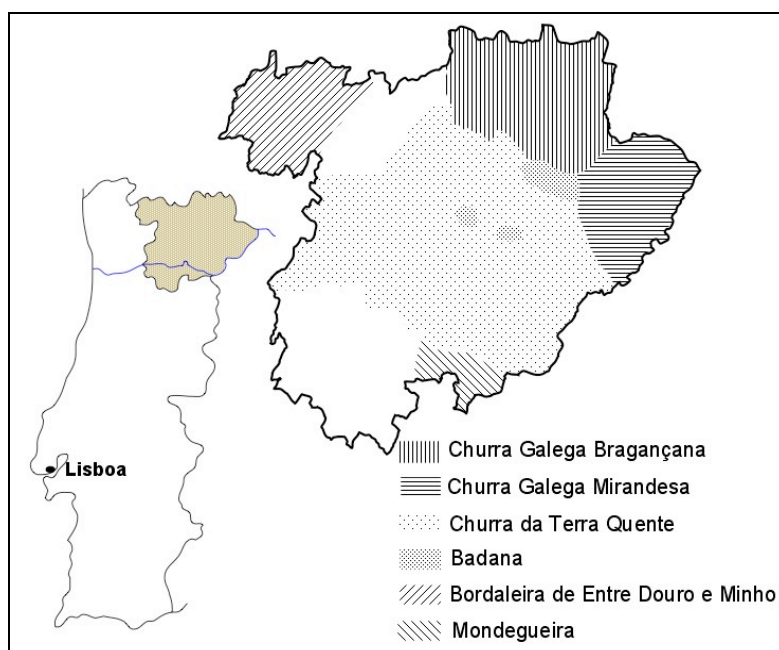 Lisboa
Churra Galega Bragançana
Churra Galega Mirandesa
Churra da Terra Quente
Badana
Bordaleira de Entre Douro e Minho
Mondegueira